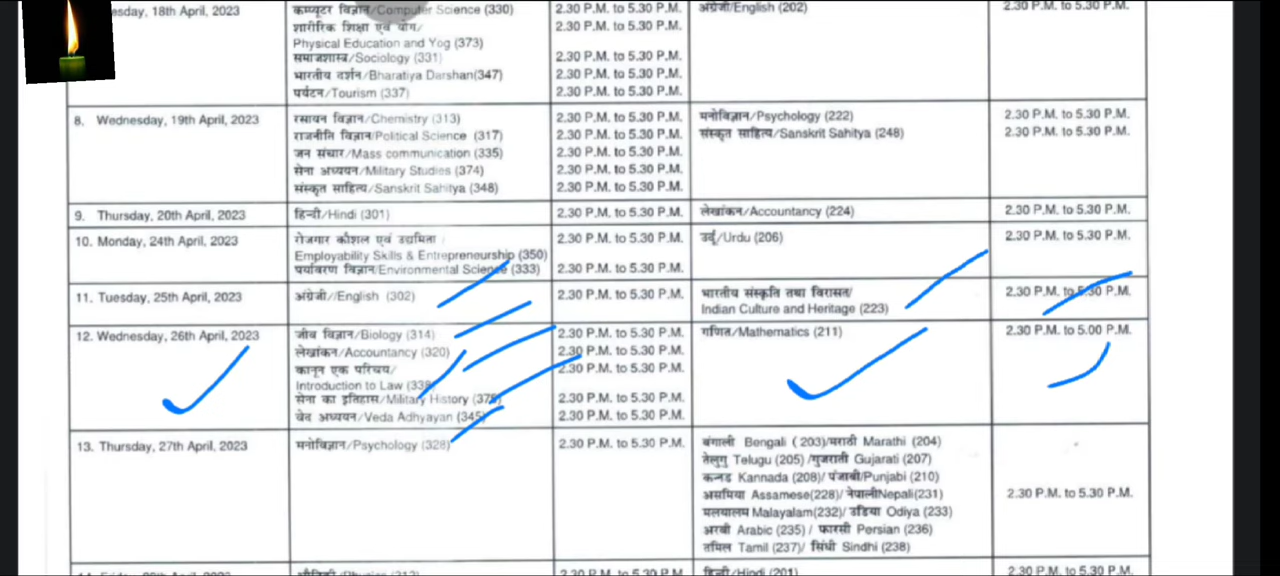 18th April, 2023 कम्प्यूटर विज्ञान/Computer Science (330) 2.30 P.M. to 5.30 P.M. अंग्रेजी/English (202) 2.30 P.M. to 5.30 P.M.
शारीरिक शिक्षा एवं योग/ 2.30 P.M. to 5.30 P.M.
Physical Education and Yog (373)
समाजशास्त्र/Sociology (331) 2.30 P.M. to 5.30 P.M.
भारतीय दर्शन/Bharatiya Darshan(347) 2.30 P.M. to 5.30 P.M.
पर्यटन/Tourism (337) 2.30 P.M. to 5.30 P.M.
8. Wednesday, 19th April, 2023 रसायन विज्ञान/Chemistry (313) 2.30 P.M. to 5.30 P.M. मनोविज्ञान/Psychology (222) 2.30 P.M. to 5.30 P.M.
राजनीति विज्ञान/Political Science (317) 2.30 P.M. to 5.30 P.M. संस्कृत साहित्य/Sanskrit Sahitya (248) 2.30 P.M. to 5.30 P.M.
जन संचार/Mass communication (335) 2.30 P.M. to 5.30 P.M.
सेना अध्ययन/Military Studies (374) 2.30 P.M. to 5.30 P.M.
संस्कृत साहित्य/Sanskrit Sahitya (348) 2.30 P.M. to 5.30 P.M.
9. Thursday, 20th April, 2023 हिन्दी/Hindi (301) 2.30 P.M. to 5.30 P.M. लेखांकन/Accountancy (224) 2.30 P.M. to 5.30 P.M.
10. Monday, 24th April, 2023 रोजगार कौशल एवं उद्यमिता 2.30 P.M. to 5.30 P.M. उर्दू/Urdu (206) 2.30 P.M. to 5.30 P.M.
Employability Skills & Entrepreneurship (350)
पर्यावरण विज्ञान/Environmental Science (333) 2.30 P.M. to 5.30 P.M.
11. Tuesday, 25th April, 2023 अंग्रेजी/English (302) 2.30 P.M. to 5.30 P.M. भारतीय संस्कृति तथा विरासत/ 2.30 P.M. to 5.30 P.M.
Indian Culture and Heritage (223)
12. Wednesday, 26th April, 2023 जीव विज्ञान/Biology (314) 2.30 P.M. to 5.30 P.M. गणित/Mathematics (211) 2.30 P.M. to 5.00 P.M.
लेखांकन/Accountancy (320) 2.30 P.M. to 5.30 P.M.
कानून एक परिचय/ 2.30 P.M. to 5.30 P.M.
Introduction to Law (338)
सेना का इतिहास/Military History (375) 2.30 P.M. to 5.30 P.M.
वेद अध्ययन/Veda Adhyayan (345) 2.30 P.M. to 5.30 P.M.
13. Thursday, 27th April, 2023 मनोविज्ञान/Psychology (328) 2.30 P.M. to 5.30 P.M. बंगाली Bengali ( 203)/मराठी Marathi (204)
तेलुगु Telugu (205) /गुजराती Gujarati (207)
कन्नड Kannada (208)/ पंजाबी/Punjabi (210)
असमिया Assamese(228)/ नेपालीNepali(231) 2.30 P.M. to 5.30 P.M.
मलयालम Malayalam(232)/ उडिया Odiya (233)
अरबी Arabic (235) / फारसी Persian (236)
तमिल Tamil (237)/ सिंधी Sindhi (238)
2.30 P.M. to 5.30 P.M. हिन्दी/Hindi (201) 2.30 P.M. to 5.30 P.M.